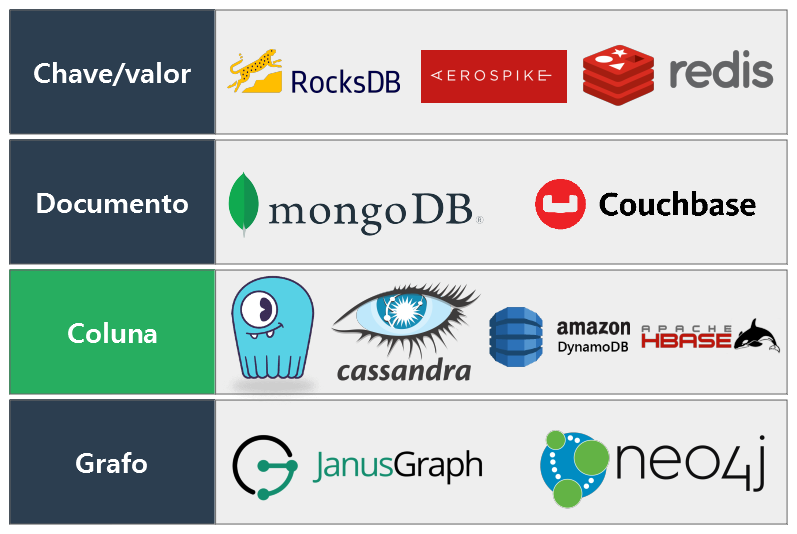 Chave/valor
RocksDB
AEROSPIKE
redis
Documento
mongoDB®
Couchbase
Coluna
cassandra
amazon
DynamoDB
APACHE
HBASE
Grafo
JanusGraph
neo4j